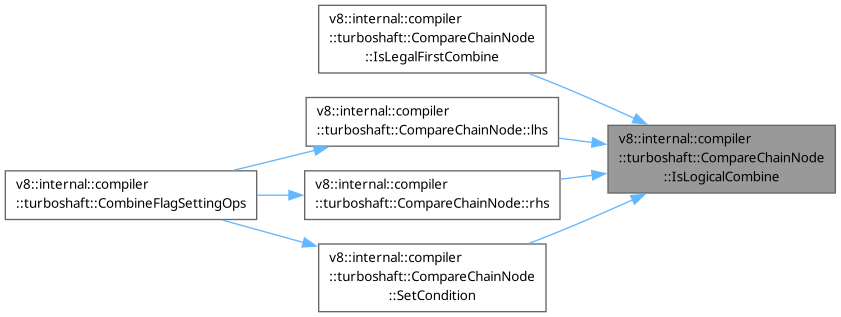 v8::internal::compiler
::turboshaft::CompareChainNode
::IsLegalFirstCombine
v8::internal::compiler
::turboshaft::CompareChainNode::lhs
v8::internal::compiler
::turboshaft::CompareChainNode
::IsLogicalCombine
v8::internal::compiler
::turboshaft::CombineFlagSettingOps
v8::internal::compiler
::turboshaft::CompareChainNode::rhs
v8::internal::compiler
::turboshaft::CompareChainNode
::SetCondition